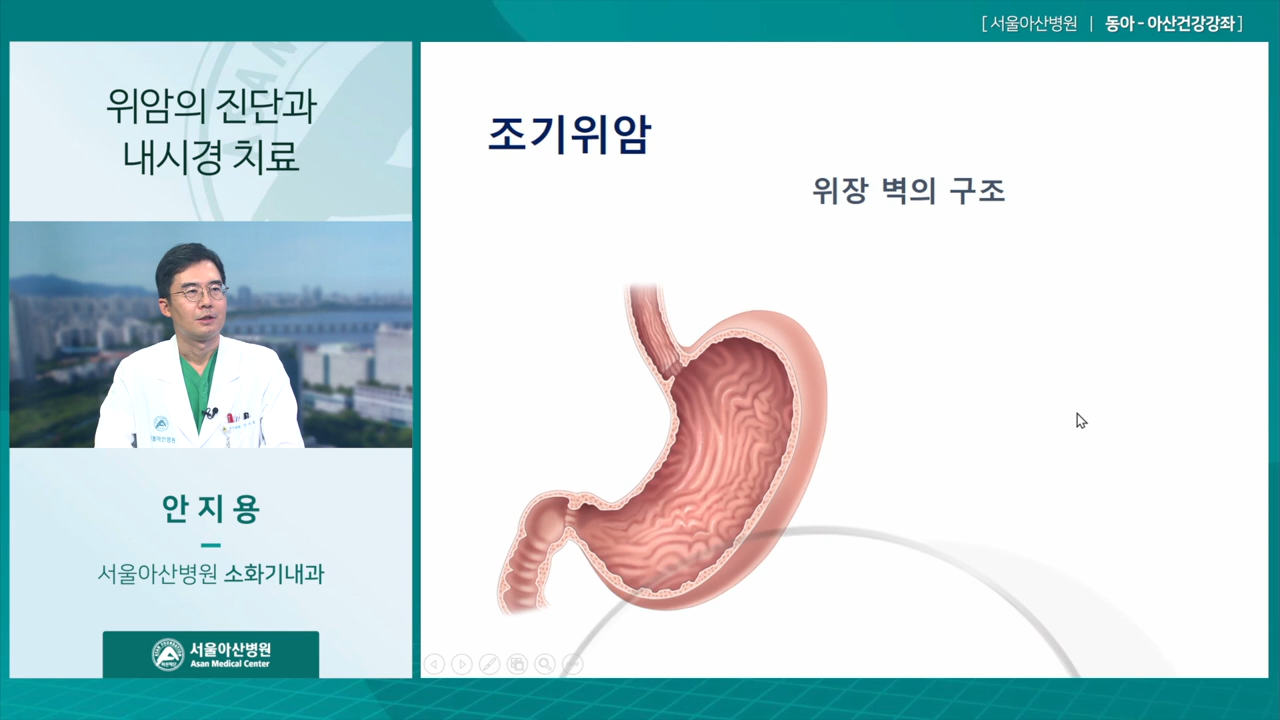 [ 서울아산병원 | 동아 - 아산건강강좌 ]
위암의 진단과
내시경 치료
조기위암
위장 벽의 구조
안 지 용
서울아산병원 소화기내과
서울아산병원
Asan Medical Center